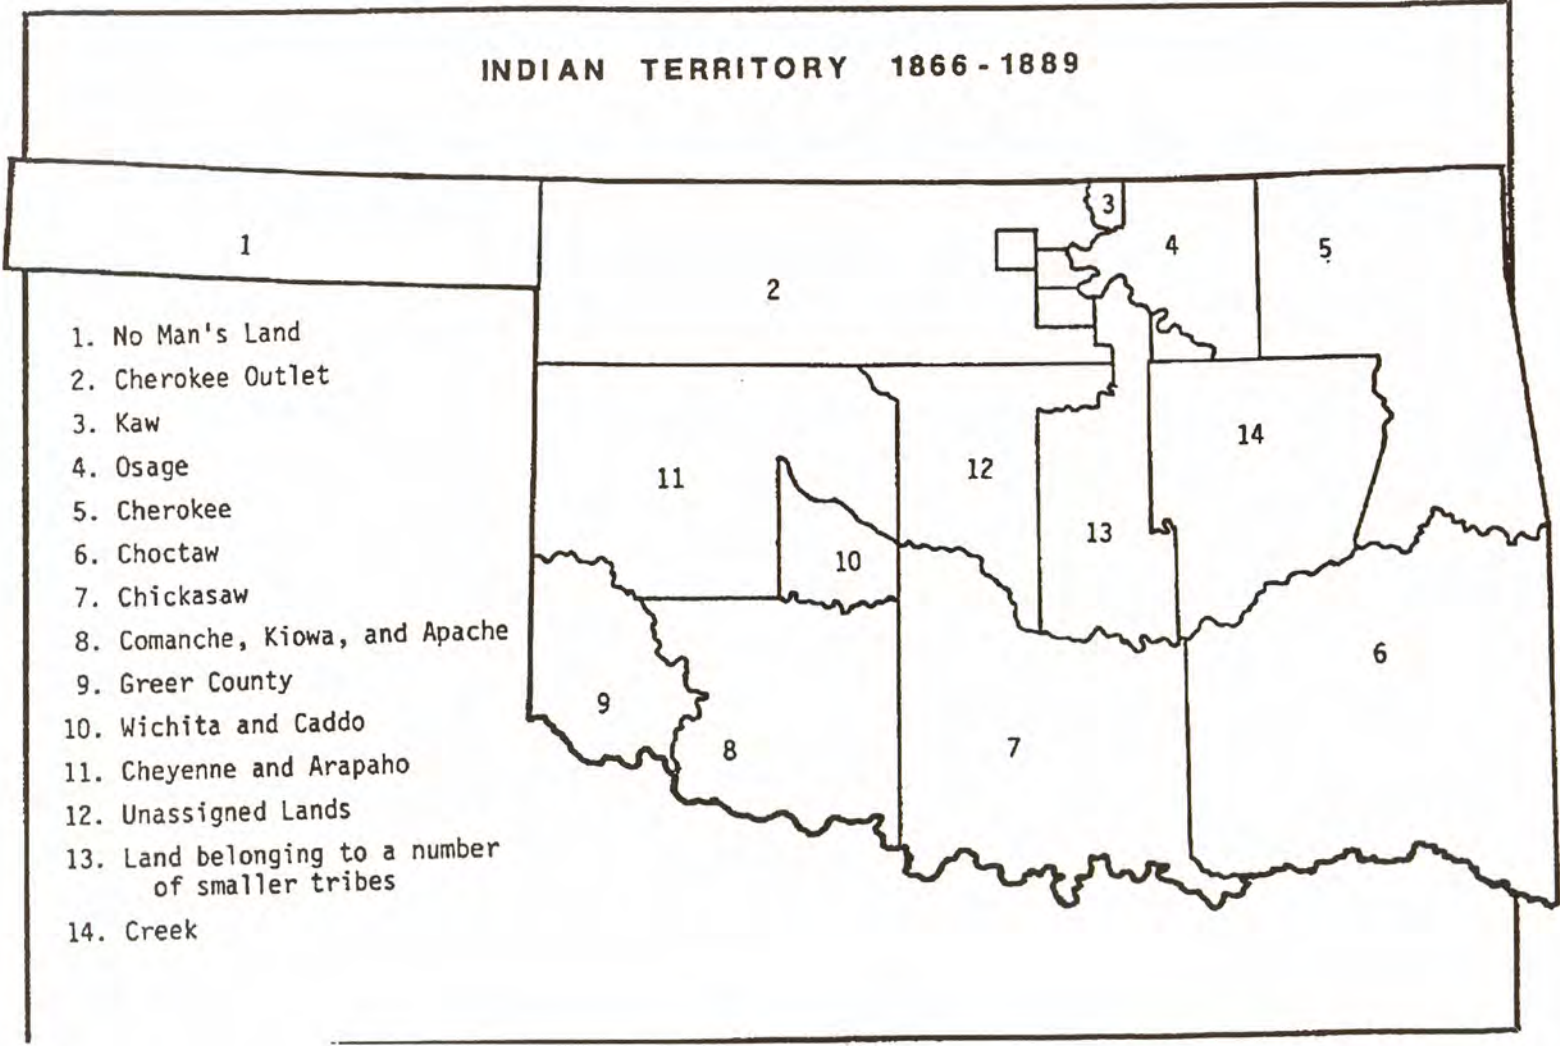 INDIAN TERRITORY 1866-1889
1
2
3
4
5
1. No Man's Land
2. Cherokee Outlet
3. Kaw
4. Osage
5. Cherokee
6. Choctaw
7. Chickasaw
8. Comanche, Kiowa, and Apache
9. Greer County
10. Wichita and Caddo
11. Cheyenne and Arapaho
12. Unassigned Lands
13. Land belonging to a number
of smaller tribes
14. Creek
11
12
14
10
13
9
8
7
6